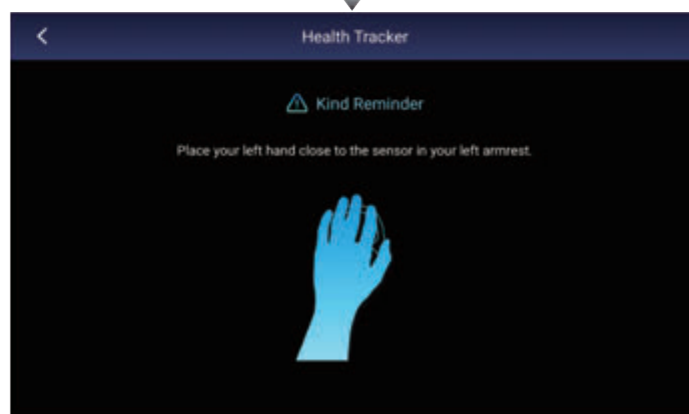 Health Tracker
Kind Reminder
Place your left hand close to the sensor in your left armrest.